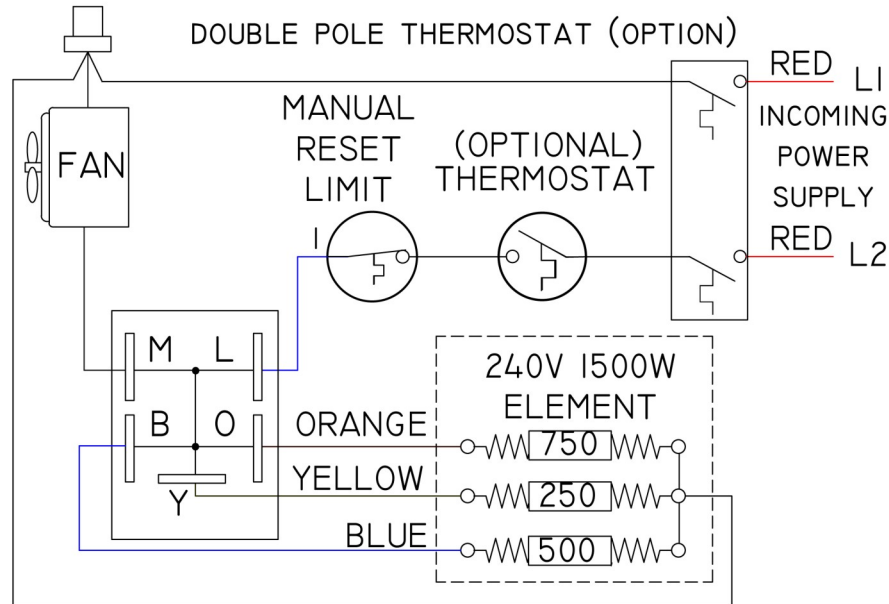 DOUBLE POLE THERMOSTAT (OPTION)
RED L1
INCOMING
POWER
SUPPLY
RED L2
MANUAL
RESET
LIMIT
(OPTIONAL)
THERMOSTAT
FAN
1
M L
B O
Y
240V 1500W
ELEMENT
ORANGE 750
YELLOW 250
BLUE 500